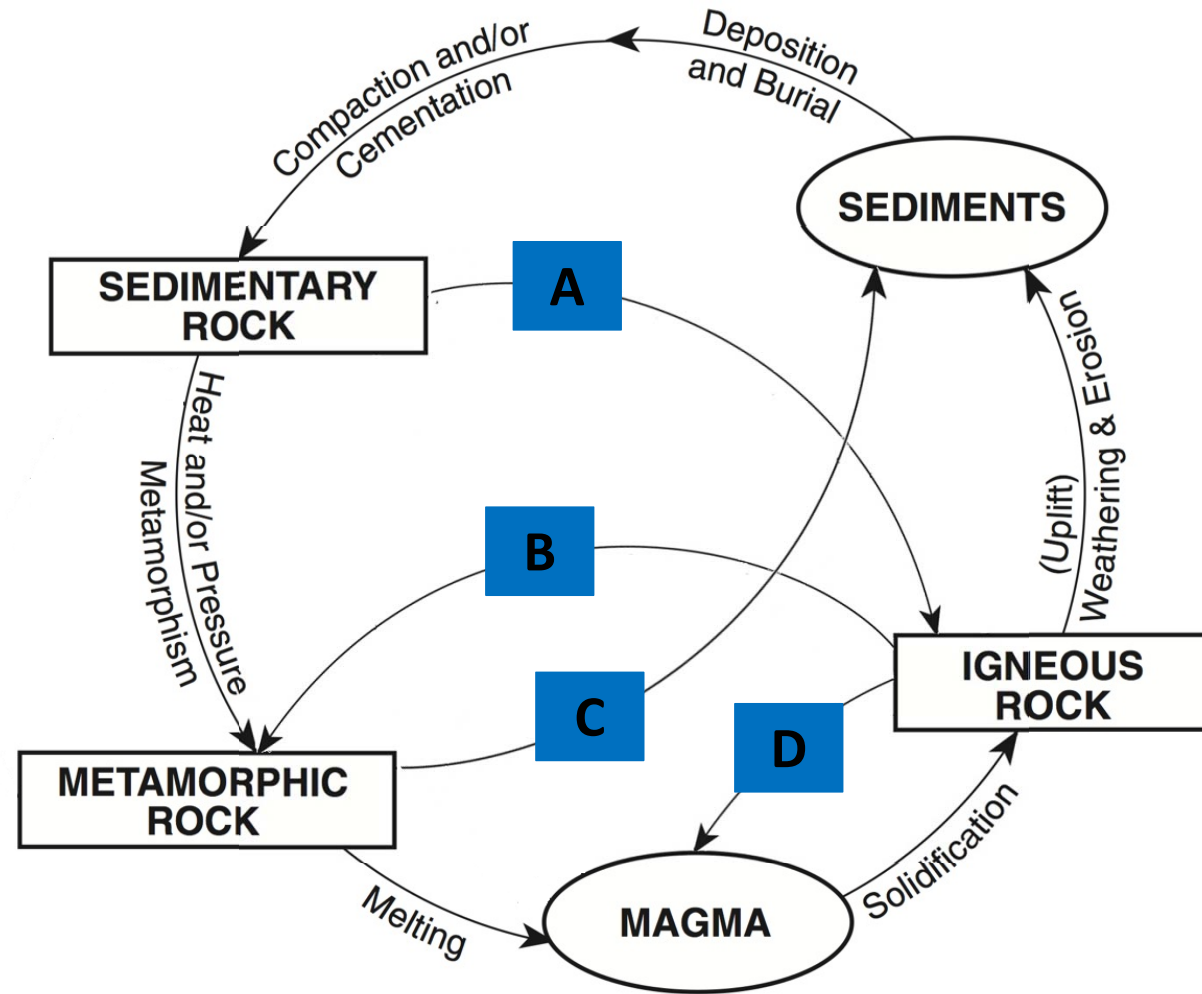 Deposition
and Burial
Compaction and/or
Cementation
SEDIMENTS
SEDIMENTARY
ROCK
A
Heat and/or Pressure
Metamorphism
(Uplift)
Weathering & Erosion
B
C
D
IGNEOUS
ROCK
METAMORPHIC
ROCK
Melting
MAGMA
Solidification